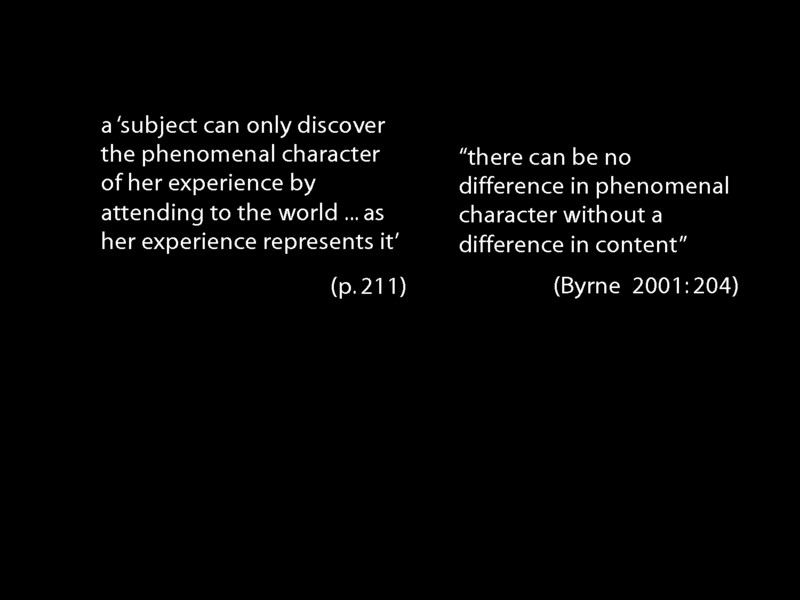 a ‘subject can only discover
the phenomenal character
of her experience by
attending to the world ... as
her experience represents it’
(p. 211)
“there can be no
difference in phenomenal
character without a
difference in content”
(Byrne 2001: 204)